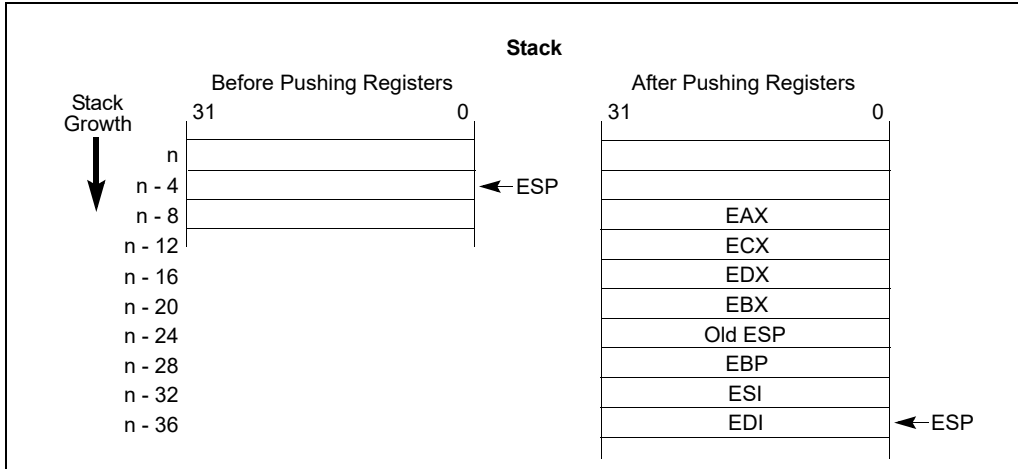 Stack
Before Pushing Registers
After Pushing Registers
Stack
Growth
31 0
31 0
n
n - 4 ESP
n - 8 EAX
n - 12 ECX
n - 16 EDX
n - 20 EBX
n - 24 Old ESP
n - 28 EBP
n - 32 ESI
n - 36 EDI ESP